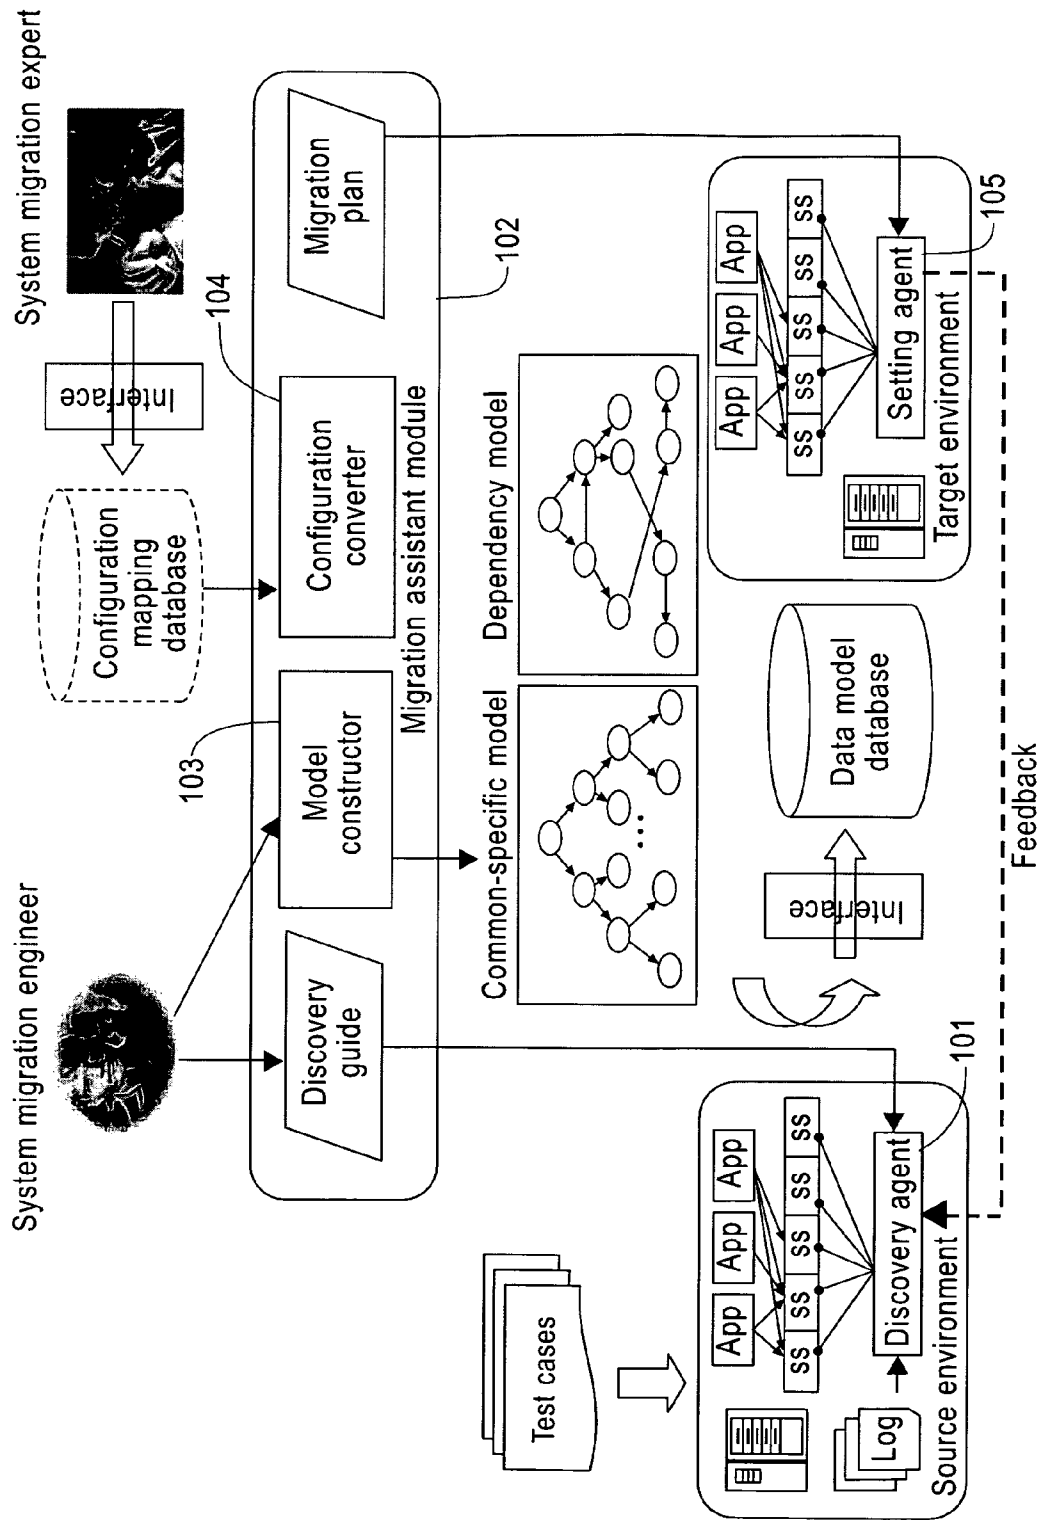 System migration engineer
System migration expert
Configuration
mapping
database
Interface
103
104
Discovery
guide
Model
constructor
Configuration
converter
Migration
plan
Migration assistant module
102
Test cases
Common-specific model
...
Dependency model
App
App
App
ss
ss
ss
ss
ss
Log
Discovery agent
Source environment
101
Interface
Data model
database
App
App
App
ss
ss
ss
ss
ss
Setting agent
Target environment
105
Feedback